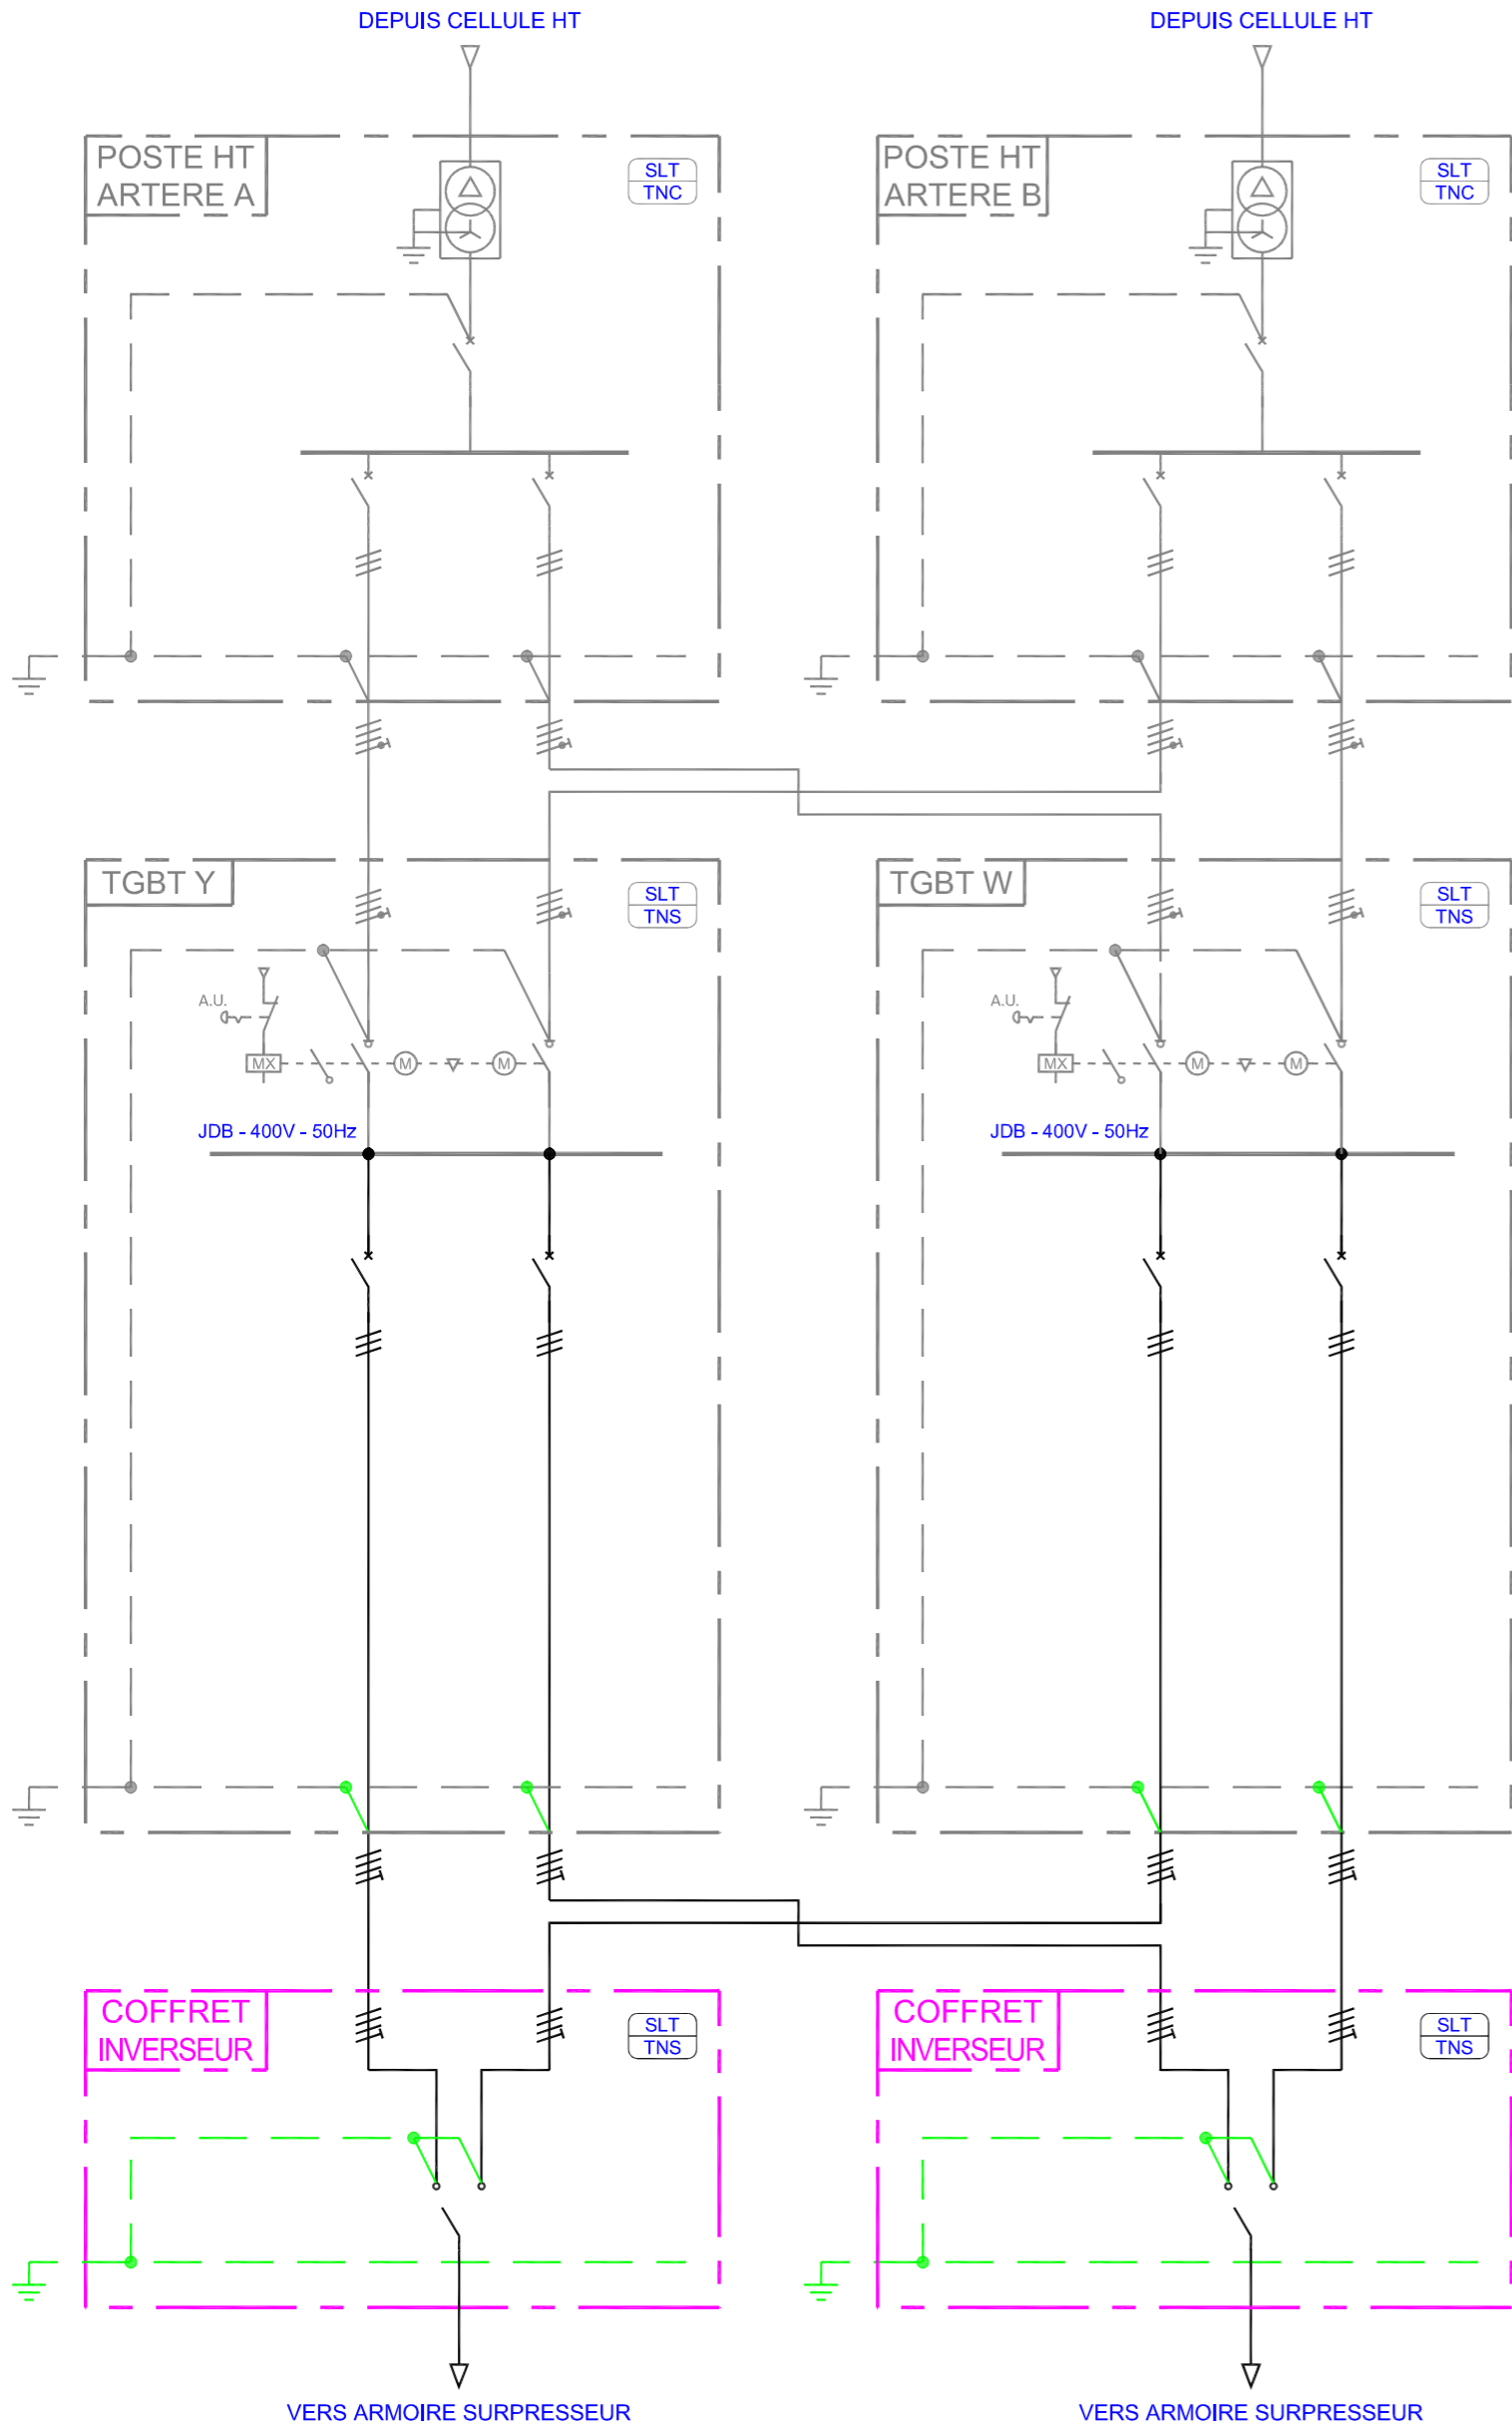 DEPUIS CELLULE HT
DEPUIS CELLULE HT
POSTE HT
ARTERE A
SLT
TNC
POSTE HT
ARTERE B
SLT
TNC
TGBT Y
SLT
TNS
TGBT W
SLT
TNS
A.U.
MX
M
M
A.U.
MX
M
M
JDB - 400V - 50Hz
JDB - 400V - 50Hz
COFFRET
INVERSEUR
SLT
TNS
COFFRET
INVERSEUR
SLT
TNS
VERS ARMOIRE SURPRESSEUR
VERS ARMOIRE SURPRESSEUR